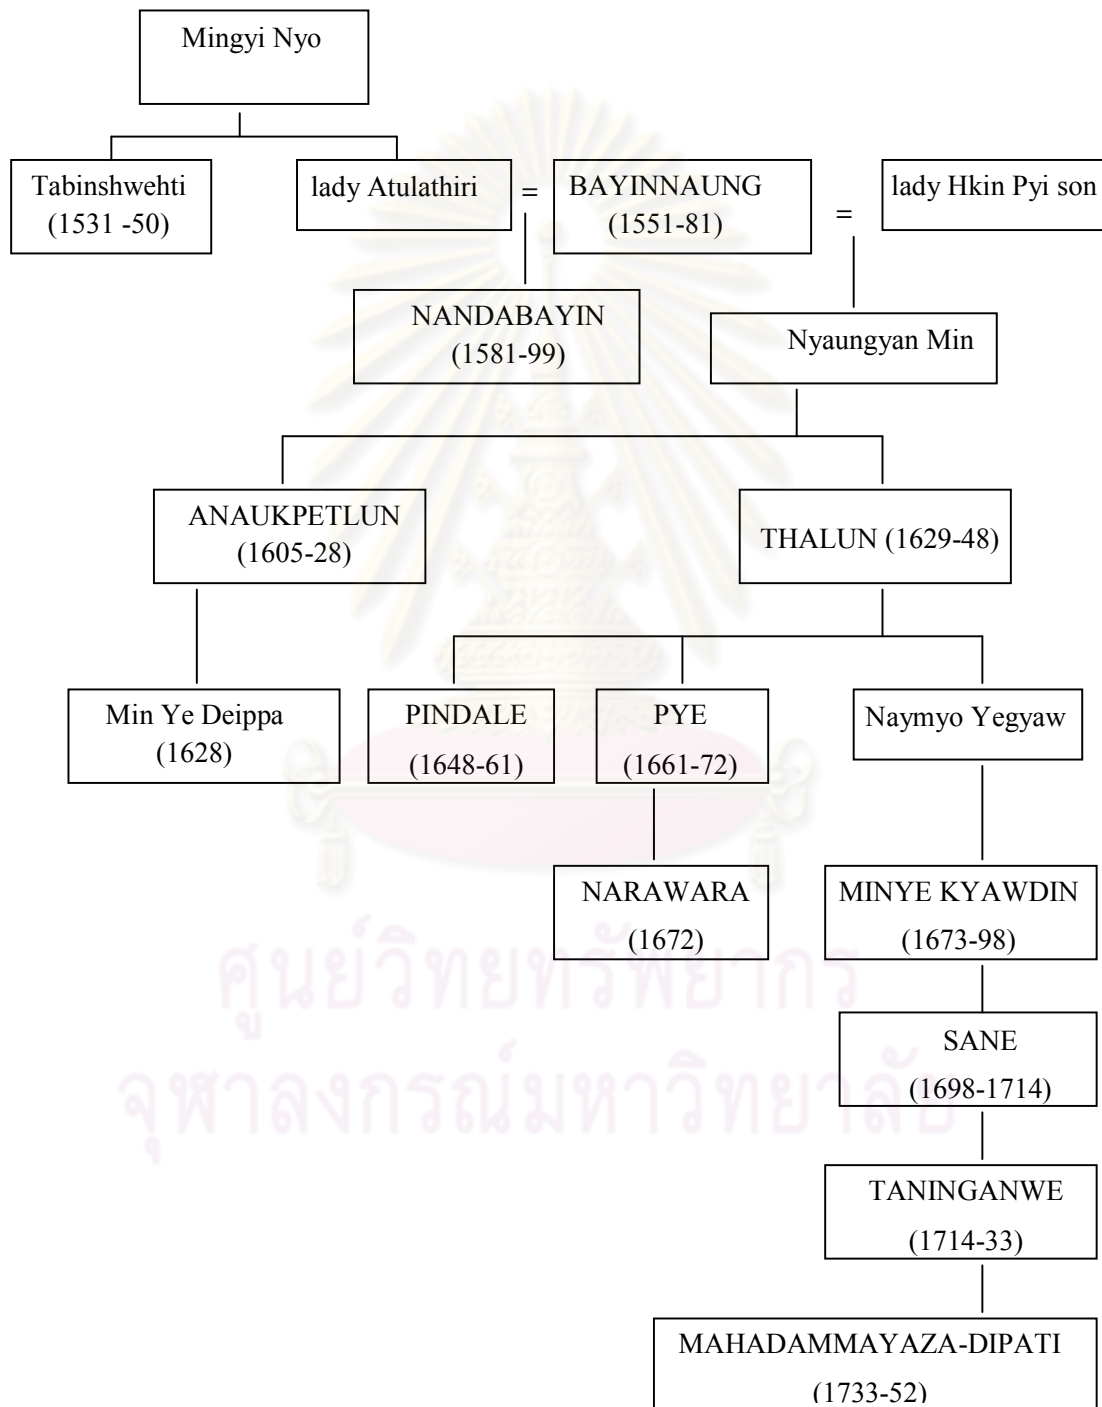 Mingyi Nyo
Tabinshwehti
(1531 -50)
lady Atulathiri
=
BAYINNAUNG
(1551-81)
=
lady Hkin Pyi son
NANDABAYIN
(1581-99)
Nyaungyan Min
ANAUKPETLUN
(1605-28)
THALUN (1629-48)
Min Ye Deippa
(1628)
PINDALE
(1648-61)
PYE
(1661-72)
Naymyo Yegyaw
NARAWARA
(1672)
MINYE KYAWDIN
(1673-98)
ศูนย์วิทยทรัพยากร
SANE
(1698-1714)
จุฬาลงกรณ์มหาวิทยาลัย
TANINGANWE
(1714-33)
MAHADAMMAYAZA-DIPATI
(1733-52)